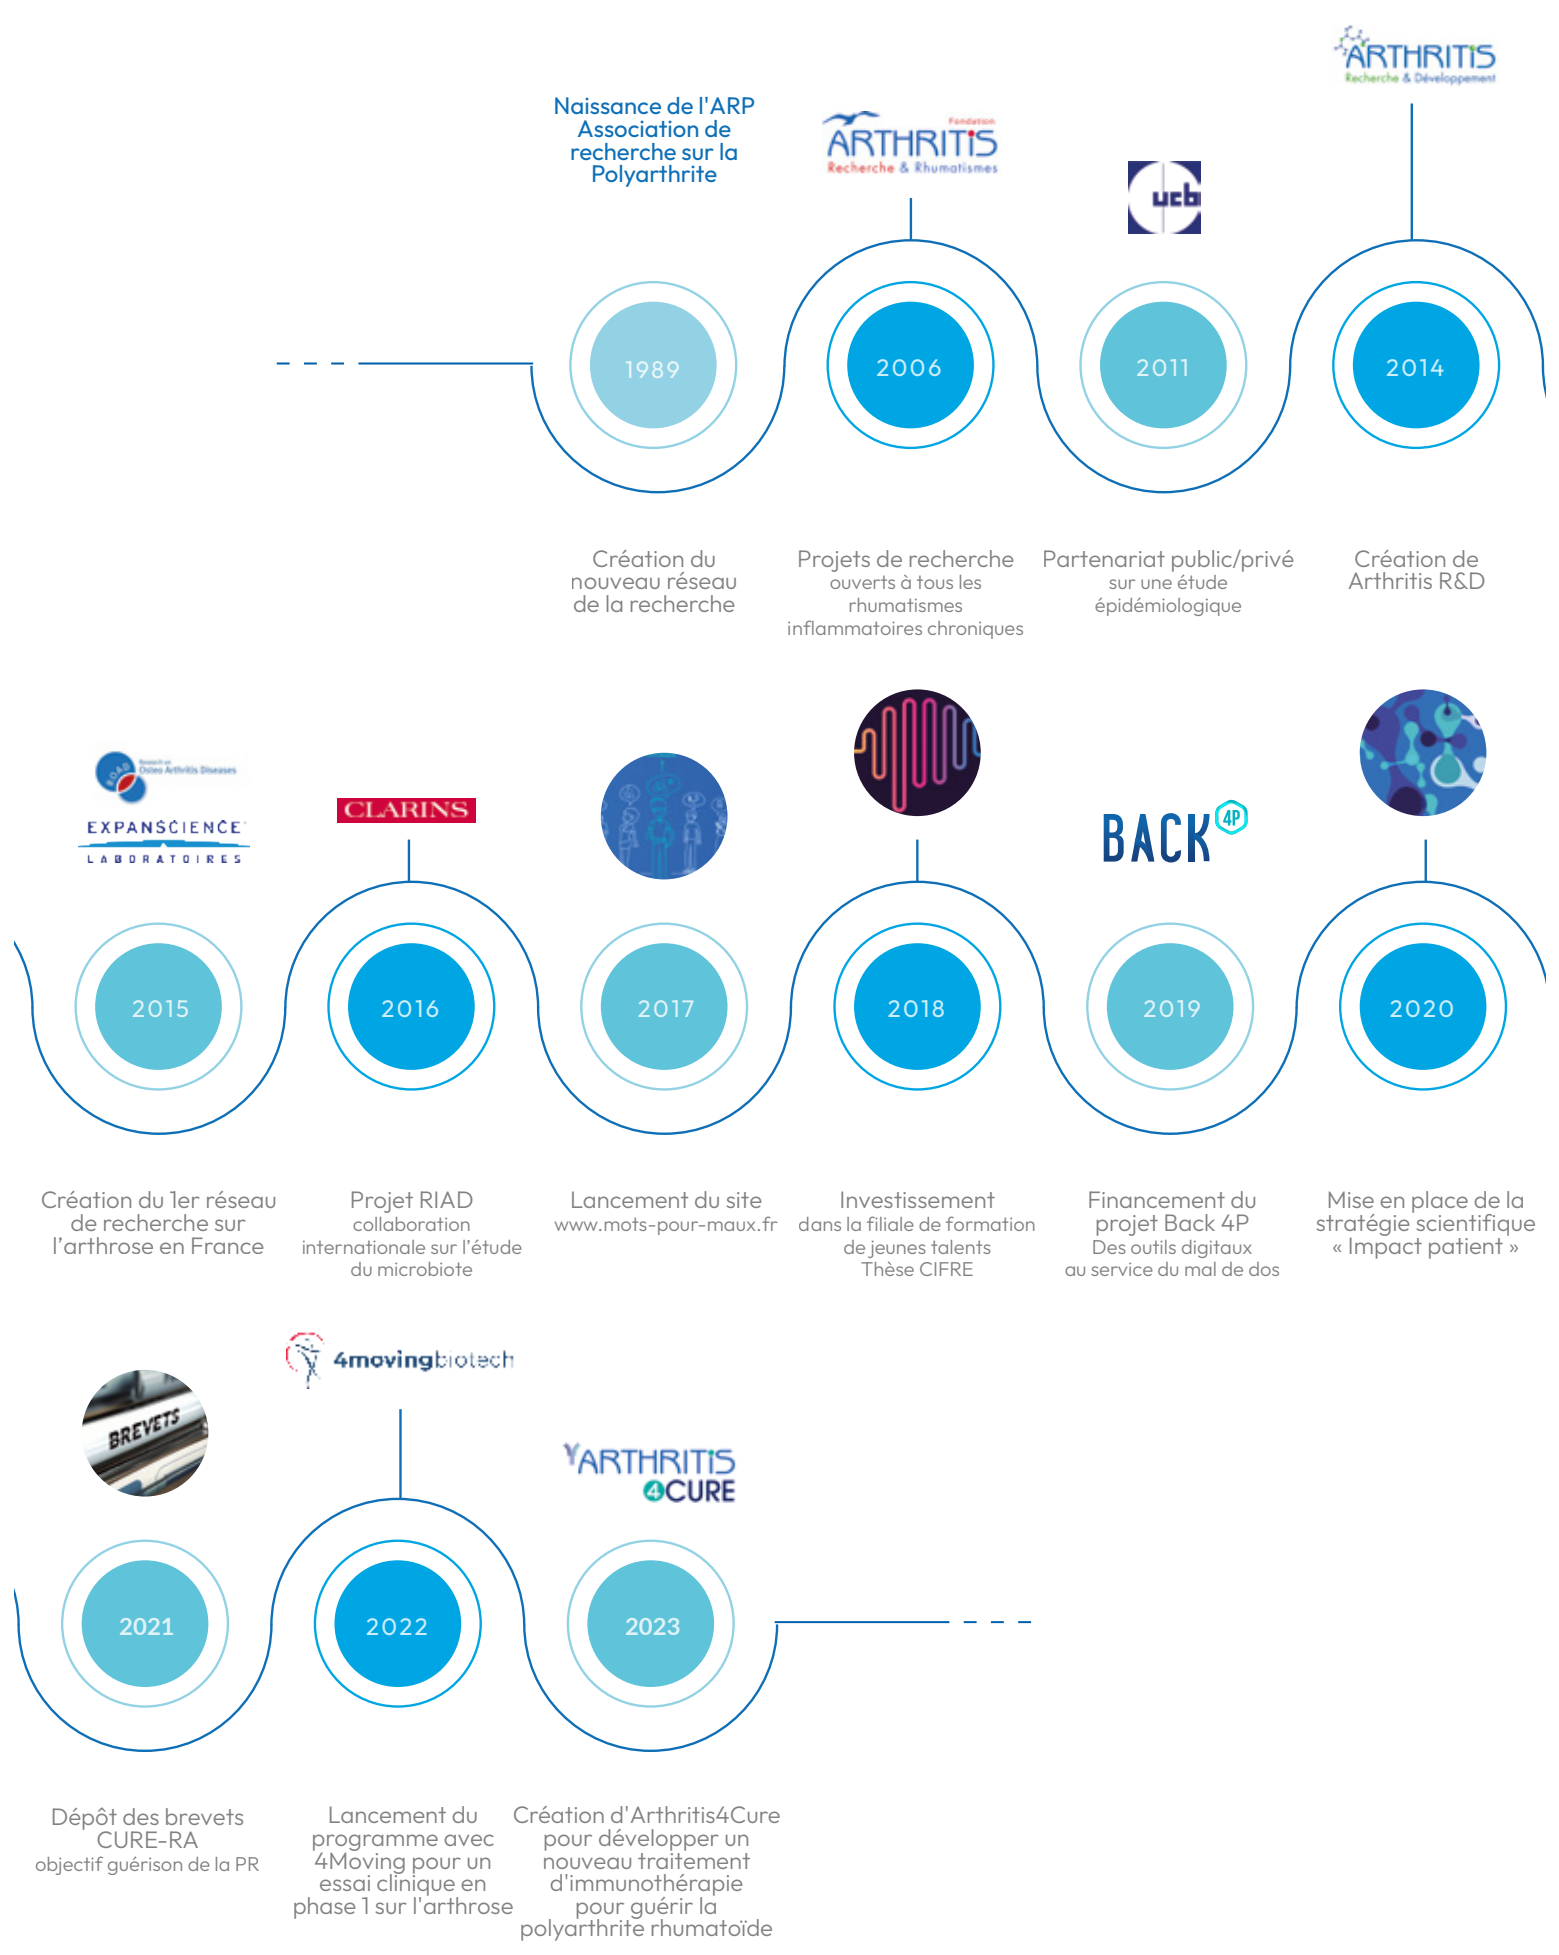 Naissance de l'ARP
Association de
recherche sur la
Polyarthrite
Fondation
ARTHRITIS
Recherche & Rhumatismes
ucb
ARTHRITIS
Recherche & Développement
1989
2006
2011
2014
Création du
nouveau réseau
de la recherche
Projets de recherche
ouverts à tous les
rhumatismes
inflammatoires chroniques
Partenariat public/privé
sur une étude
épidémiologique
Création de
Arthritis R&D
ROAD
Research on
Osteo Arthritis Diseases
EXPANSCIENCE
LABORATOIRES
CLARINS
BACK 4P
2015
2016
2017
2018
2019
2020
Création du 1er réseau
de recherche sur
l'arthrose en France
Projet RIAD
collaboration
internationale sur l'étude
du microbiote
Lancement du site
www.mots-pour-maux.fr
Investissement
dans la filiale de formation
de jeunes talents
Thèse CIFRE
Financement du
projet Back 4P
Des outils digitaux
au service du mal de dos
Mise en place de la
stratégie scientifique
« Impact patient »
BREVETS
4movingbiotech
ARTHRITIS
4CURE
2021
2022
2023
Dépôt des brevets
CURE-RA
objectif guérison de la PR
Lancement du
programme avec
4Moving pour un
essai clinique en
phase 1 sur l'arthrose
Création d'Arthritis4Cure
pour développer un
nouveau traitement
d'immunothérapie
pour guérir la
polyarthrite rhumatoïde